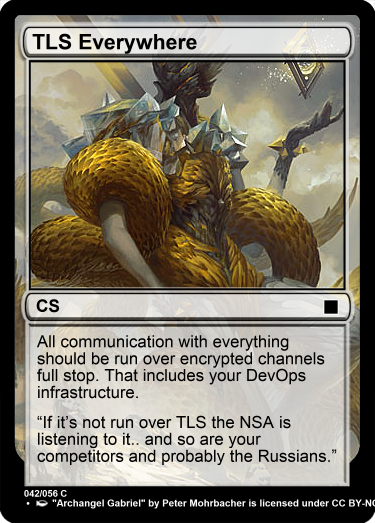 TLS Everywhere
CS
All communication with everything
should be run over encrypted channels
full stop. That includes your DevOps
infrastructure.
“If it's not run over TLS the NSA is
listening to it.. and so are your
competitors and probably the Russians.”
042/056 C
• "Archangel Gabriel" by Peter Mohrbacher is licensed under CC BY-NC